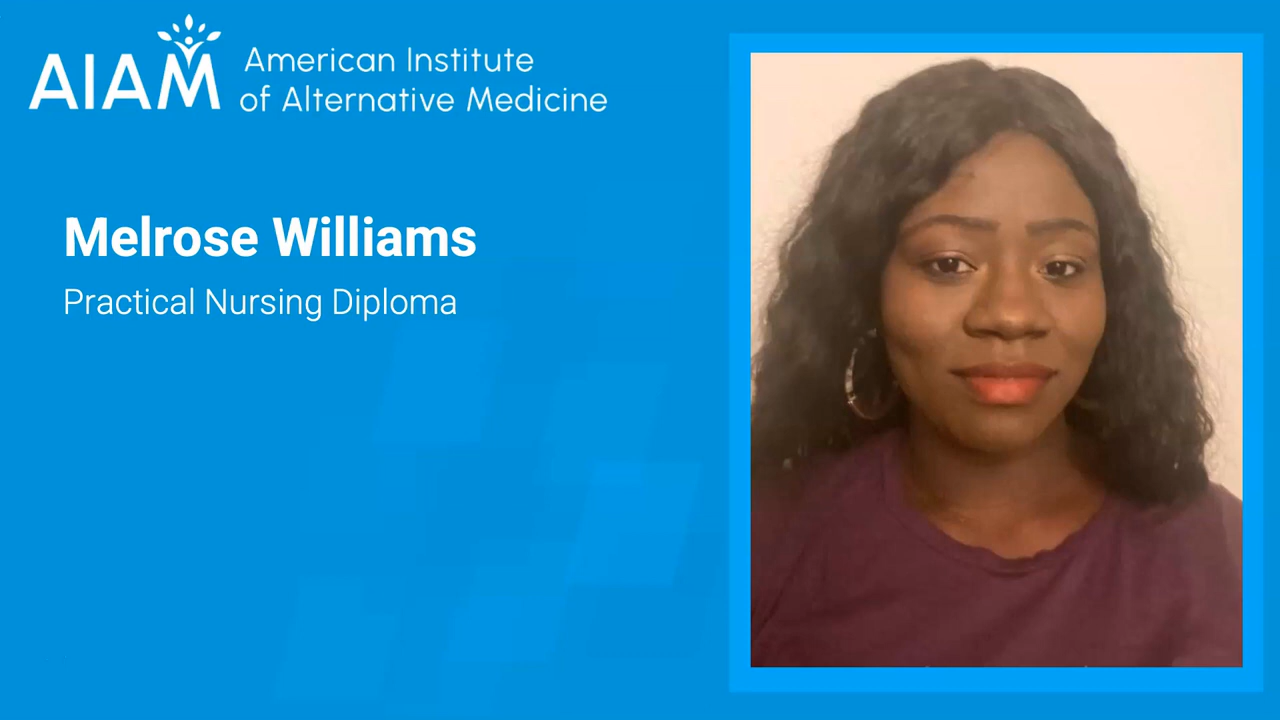 AIAM
American Institute
of Alternative Medicine
Melrose Williams
Practical Nursing Diploma